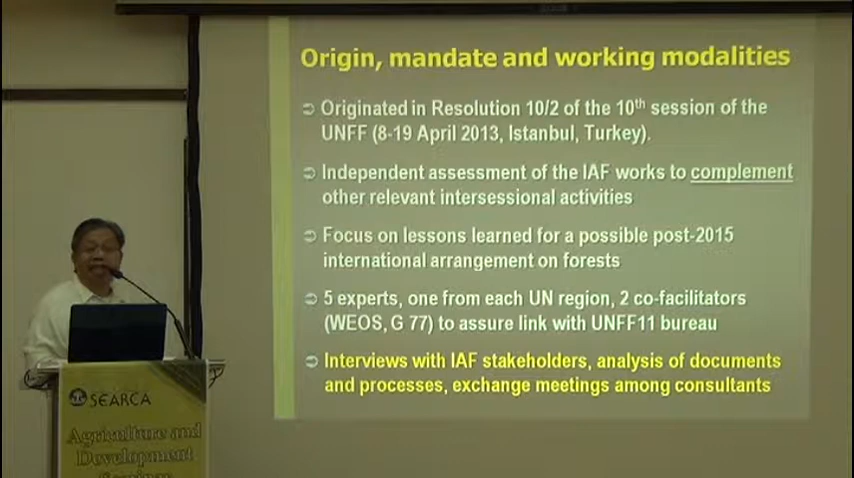 Origin, mandate and working modalities
Originated in Resolution 10/2 of the 10th session of the
UNFF (8-19 April 2013, Istanbul, Turkey).
Independent assessment of the IAF works to complement
other relevant intersessional activities
Focus on lessons learned for a possible post-2015
international arrangement on forests
5 experts, one from each UN region, 2 co-facilitators
(WEOS, G 77) to assure link with UNFF11 bureau
Interviews with IAF stakeholders, analysis of documents
and processes, exchange meetings among consultants
SEARCA
Agriculture and
Development